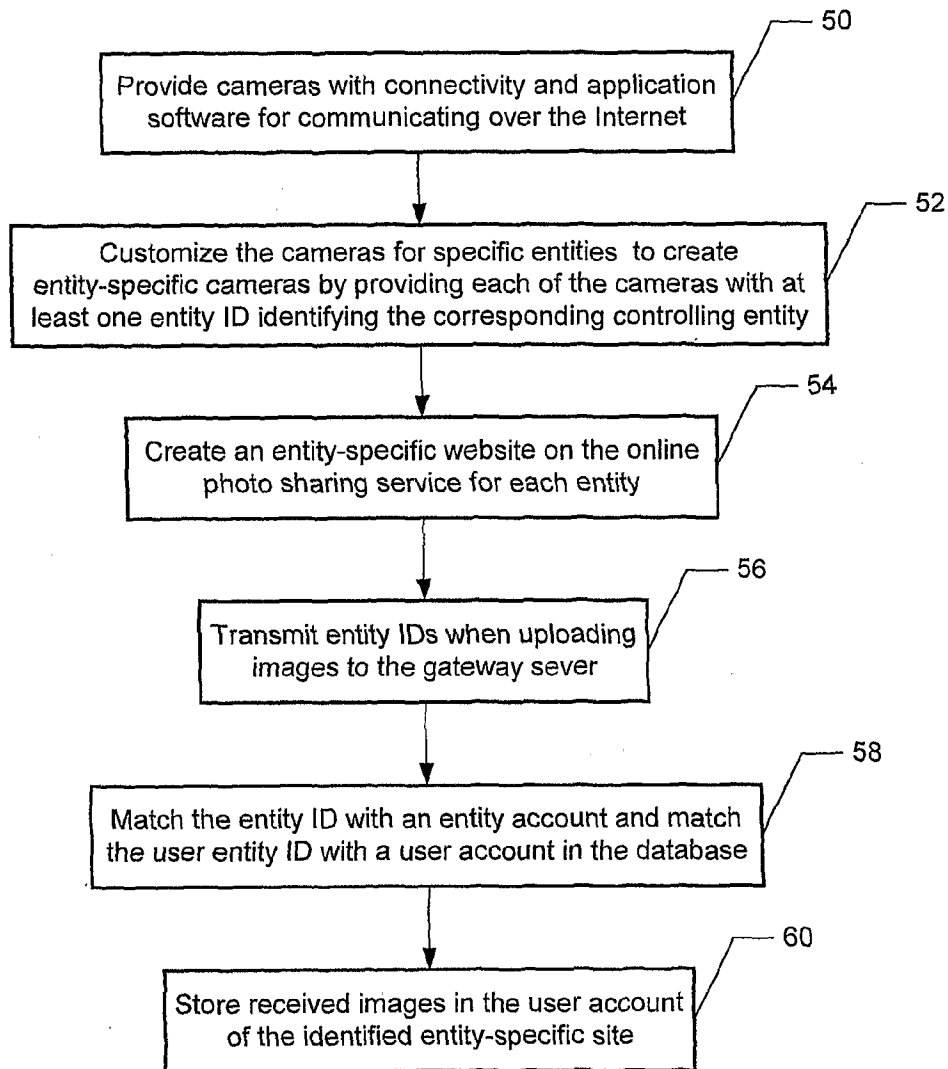 50
Provide cameras with connectivity and application
software for communicating over the Internet
52
Customize the cameras for specific entities to create
entity-specific cameras by providing each of the cameras with at
least one entity ID identifying the corresponding controlling entity
54
Create an entity-specific website on the online
photo sharing service for each entity
56
Transmit entity IDs when uploading
images to the gateway sever
58
Match the entity ID with an entity account and match
the user entity ID with a user account in the database
60
Store received images in the user account
of the identified entity-specific site